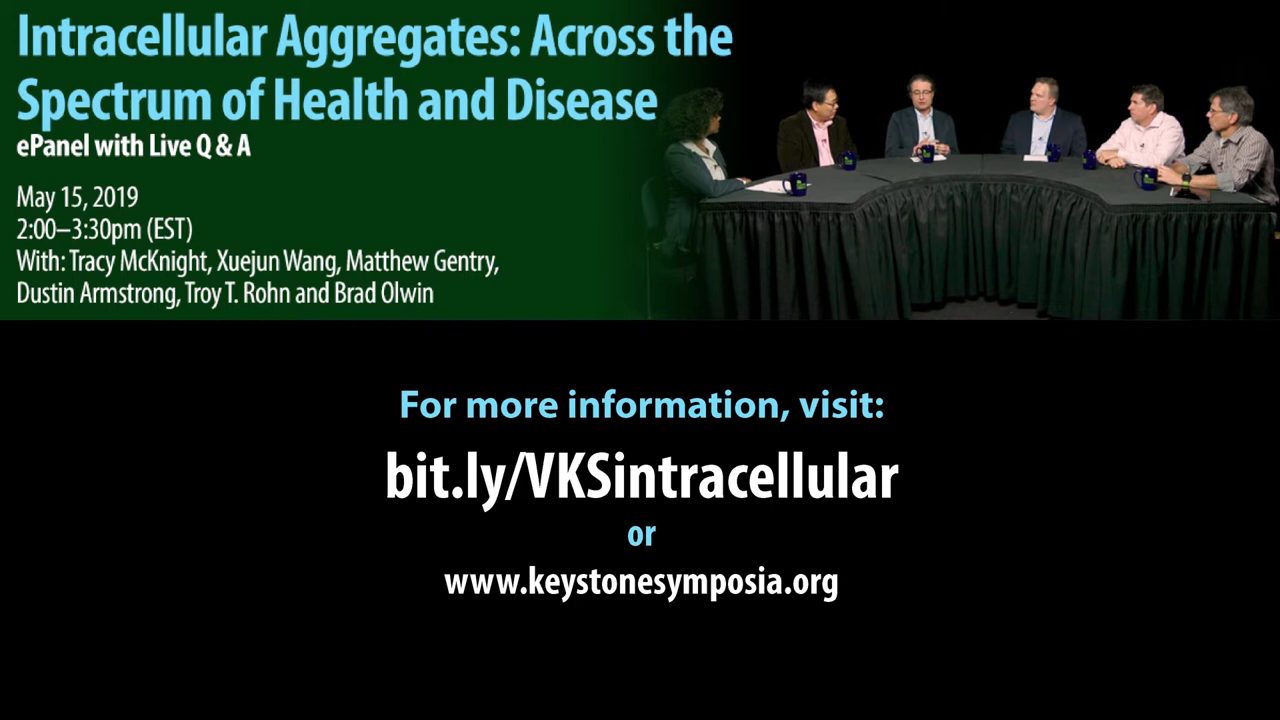 Intracellular Aggregates: Across the
Spectrum of Health and Disease
ePanel with Live Q & A
May 15, 2019
2:00–3:30pm (EST)
With: Tracy McKnight, Xuejun Wang, Matthew Gentry,
Dustin Armstrong, Troy T. Rohn and Brad Olwin
For more information, visit:
bit.ly/VKSintracellular
or
www.keystonesymposia.org